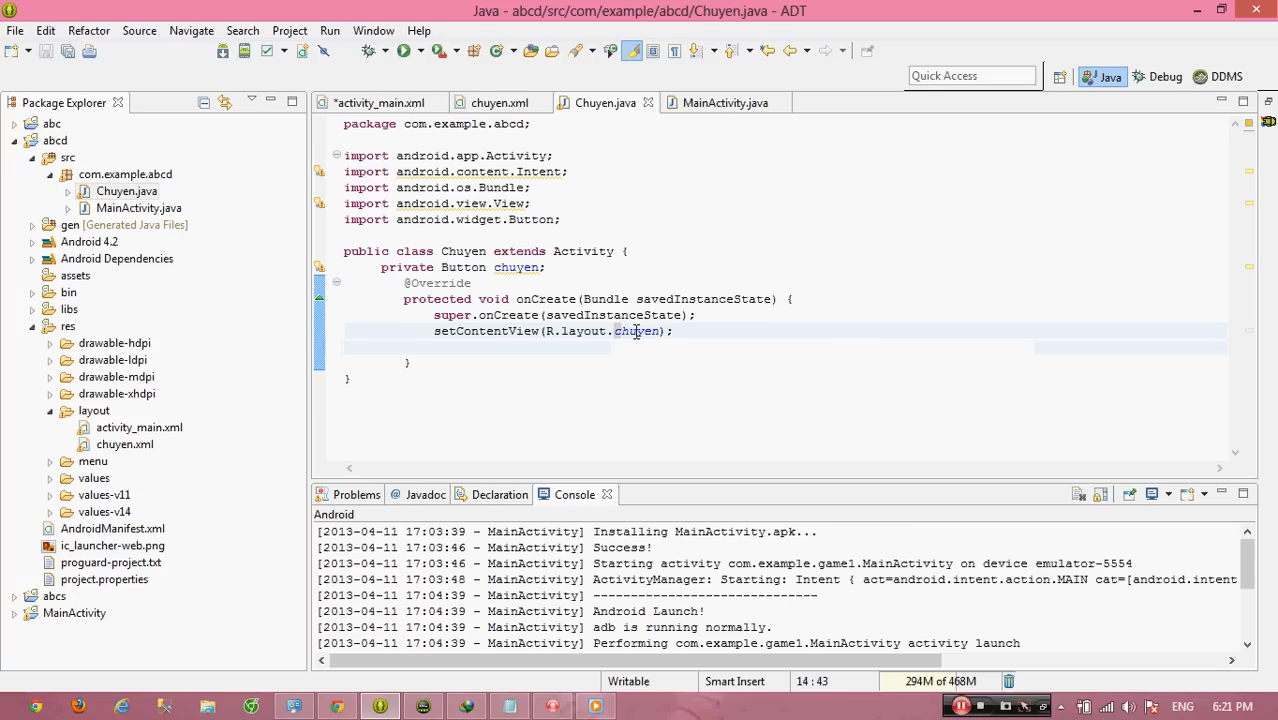 Java - abcd/src/com/example/abcd/Chuyen.java - ADT
File Edit Refactor Source Navigate Search Project Run Window Help
Quick Access
Java
Debug
DDMS
Package Explorer
*activity_main.xml
chuyen.xml
Chuyen.java
MainActivity.java
abc
abcd
src
com.example.abcd
Chuyen.java
MainActivity.java
gen [Generated Java Files]
Android 4.2
Android Dependencies
assets
bin
libs
res
drawable-hdpi
drawable-ldpi
drawable-mdpi
drawable-xhdpi
layout
activity_main.xml
chuyen.xml
menu
values
values-v11
values-v14
AndroidManifest.xml
ic_launcher-web.png
proguard-project.txt
project.properties
abcs
MainActivity
package com.example.abcd;
import android.app.Activity;
import android.content.Intent;
import android.os.Bundle;
import android.view.View;
import android.widget.Button;
public class Chuyen extends Activity {
private Button chuyen;
@Override
protected void onCreate(Bundle savedInstanceState) {
super.onCreate(savedInstanceState);
setContentView(R.layout.chuyen);
}
}
Problems
Javadoc
Declaration
Console
Android
[2013-04-11 17:03:39 - MainActivity] Installing MainActivity.apk...
[2013-04-11 17:03:46 - MainActivity] Success!
[2013-04-11 17:03:46 - MainActivity] Starting activity com.example.game1.MainActivity on device emulator-5554
[2013-04-11 17:03:48 - MainActivity] ActivityManager: Starting: Intent { act=android.intent.action.MAIN cat=[android.intent
[2013-04-11 17:04:39 - MainActivity] ------------------------------
[2013-04-11 17:04:39 - MainActivity] Android Launch!
[2013-04-11 17:04:39 - MainActivity] adb is running normally.
[2013-04-11 17:04:39 - MainActivity] Performing com.example.game1.MainActivity activity launch
Writable
Smart Insert
14 : 43
294M of 468M
ENG
6:21 PM